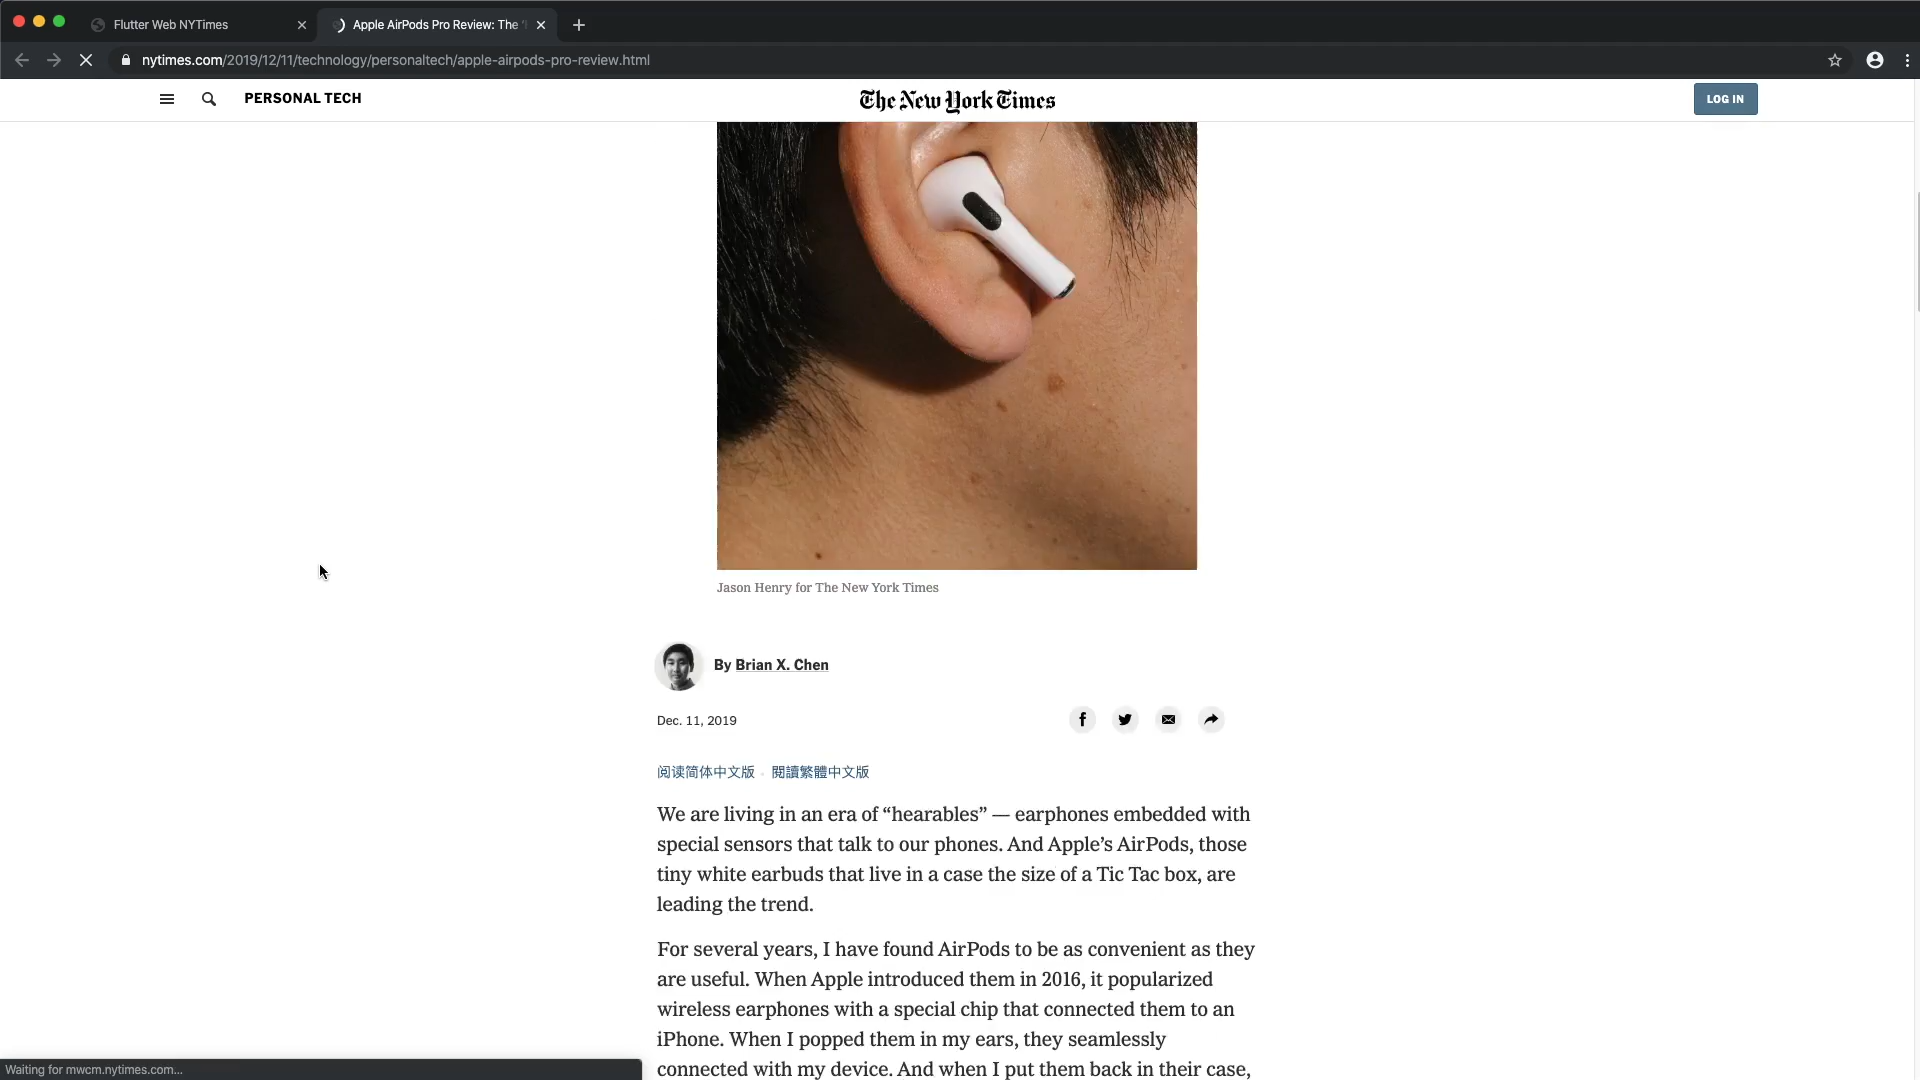 Flutter Web NYTimes
Apple AirPods Pro Review: The
nytimes.com/2019/12/11/technology/personaltech/apple-airpods-pro-review.html
PERSONAL TECH
The New York Times
LOG IN
Jason Henry for The New York Times
By Brian X. Chen
Dec. 11, 2019
阅读简体中文版 · 閱讀繁體中文版
We are living in an era of “hearables” — earphones embedded with
special sensors that talk to our phones. And Apple’s AirPods, those
tiny white earbuds that live in a case the size of a Tic Tac box, are
leading the trend.
For several years, I have found AirPods to be as convenient as they
are useful. When Apple introduced them in 2016, it popularized
wireless earphones with a special chip that connected them to an
iPhone. When I popped them in my ears, they seamlessly
connected with my device. And when I put them back in their case,
Waiting for mwcm.nytimes.com...